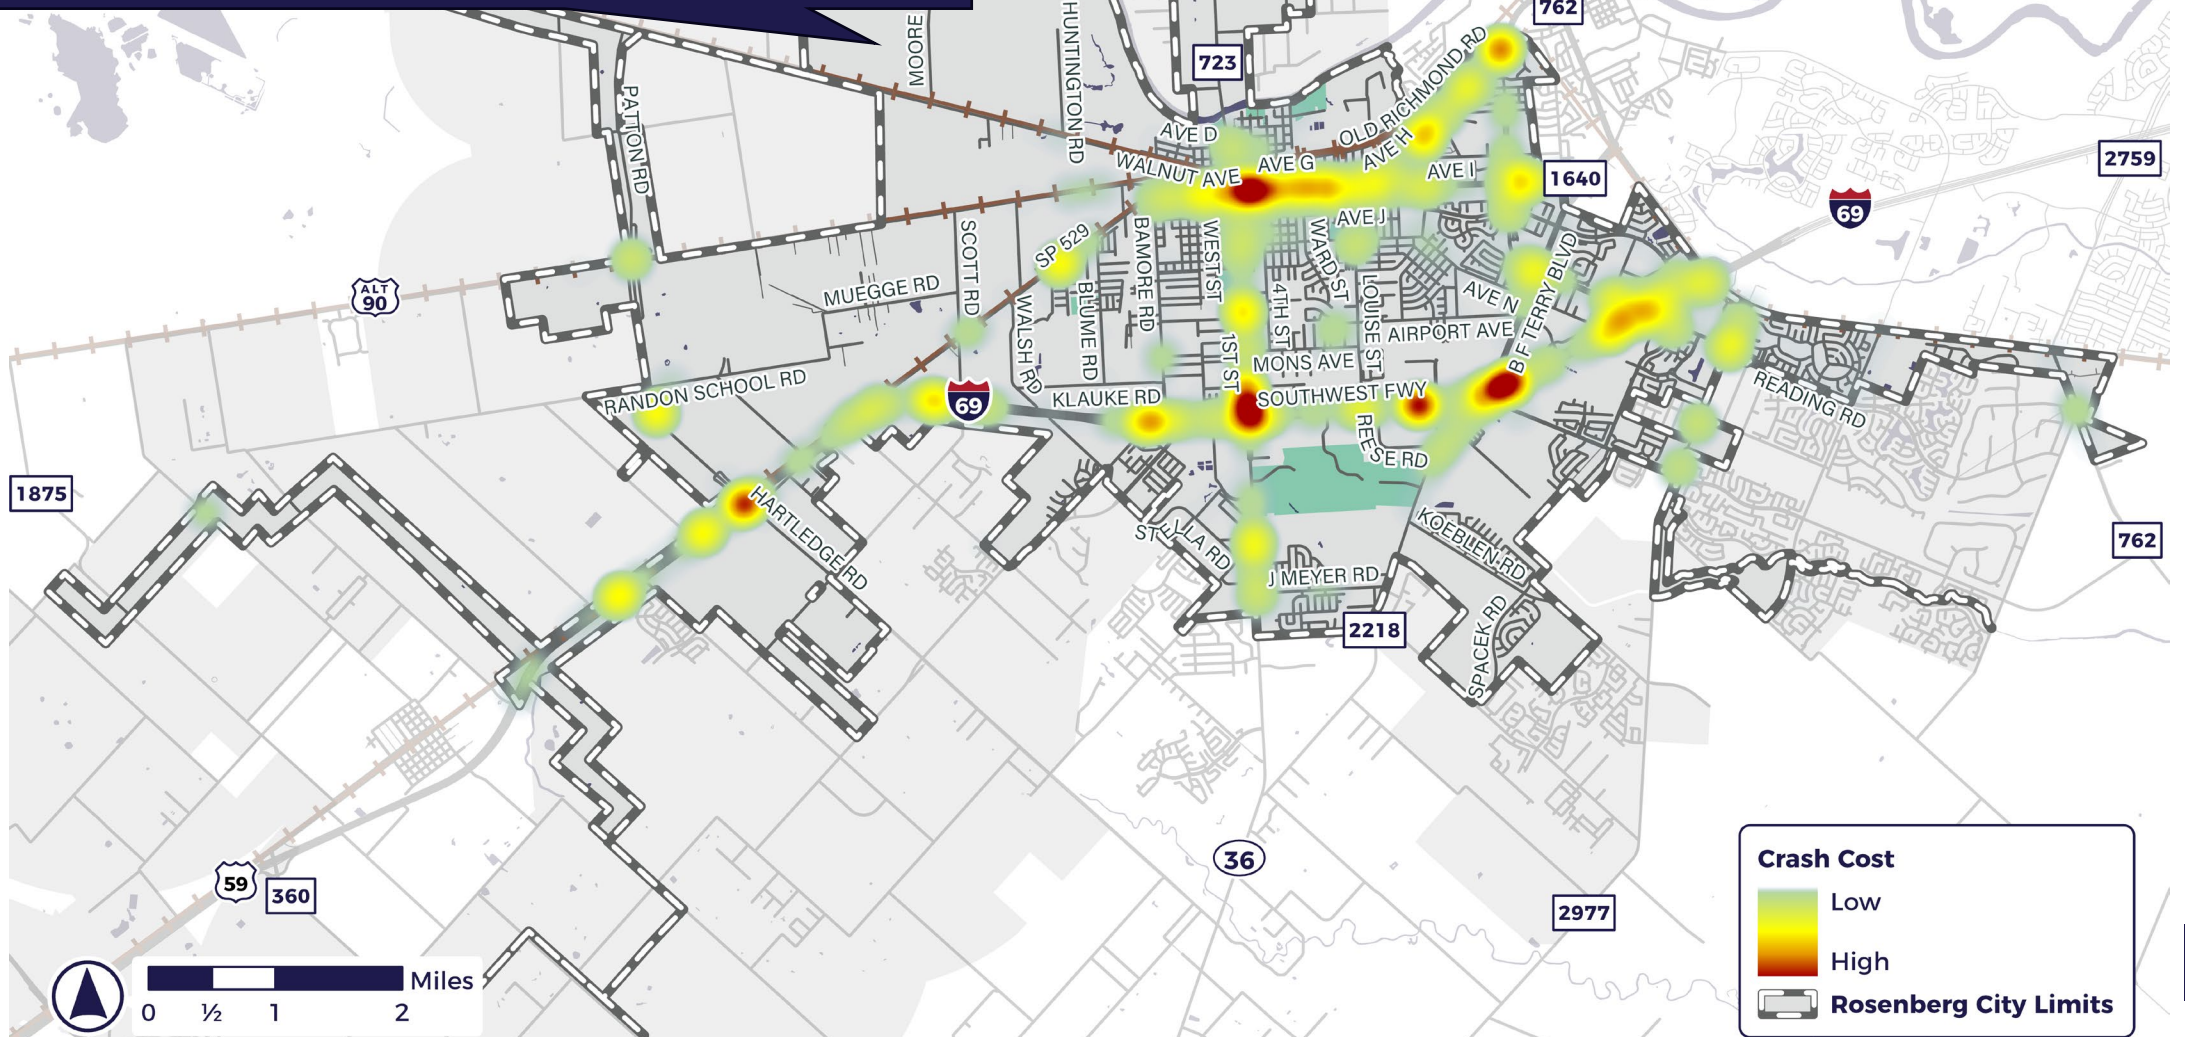 762
MOORE
HUNTINGTON RD
723
OLD RICHMOND RD
PATTON RD
AVE D
AVE H
WALNUT AVE
AVE G
AVE I
1640
2759
69
AVE J
SCOTT RD
SP 529
BAMORE RD
WEST ST
WARD ST
ALT
90
MUEGGE RD
WALSH RD
BLUME RD
4TH ST
LOUISE ST
AVE N
B F TERRY BLVD
AIRPORT AVE
1ST ST
MONS AVE
RANDON SCHOOL RD
69
KLAUKE RD
SOUTHWEST FWY
READING RD
REESE RD
1875
HARTLEDGE RD
STELLA RD
KOEBLEN RD
762
J MEYER RD
2218
SPACEK RD
36
59
360
2977
Crash Cost
Low
High
Rosenberg City Limits
Miles
0 ½ 1 2